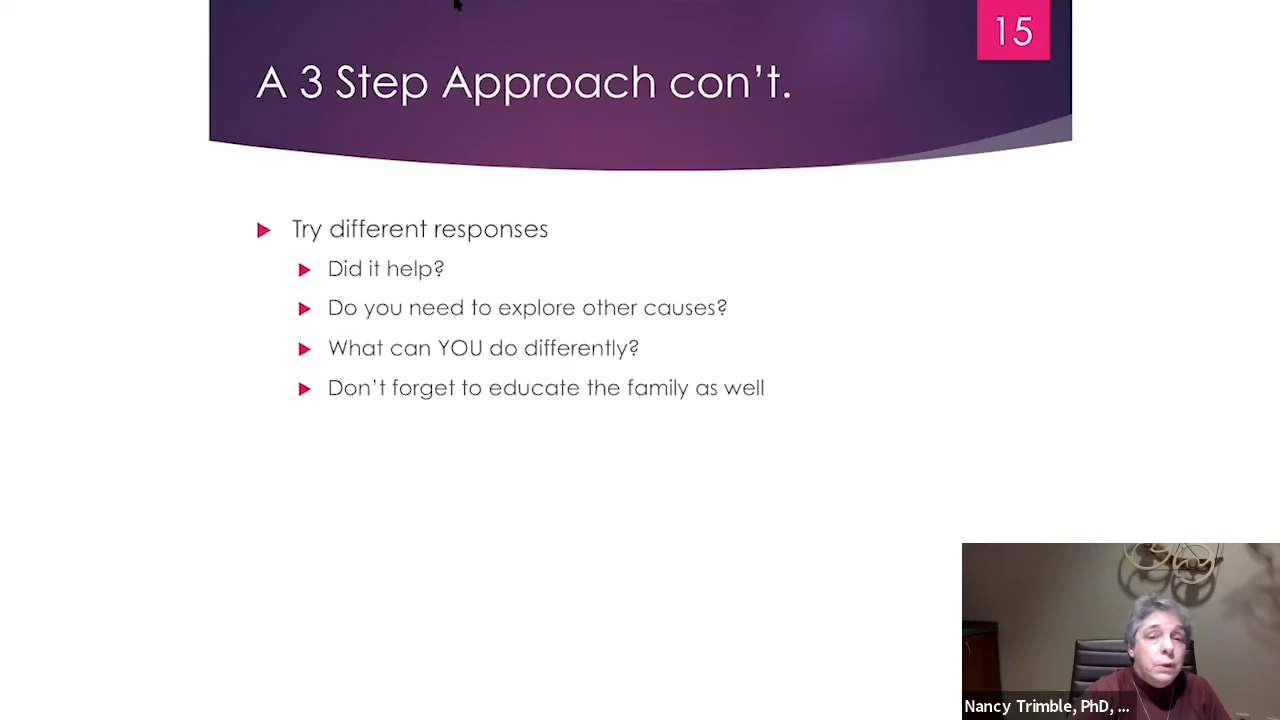 15
A 3 Step Approach con’t.
Try different responses
Did it help?
Do you need to explore other causes?
What can YOU do differently?
Don’t forget to educate the family as well
Nancy Trimble, PhD, ...